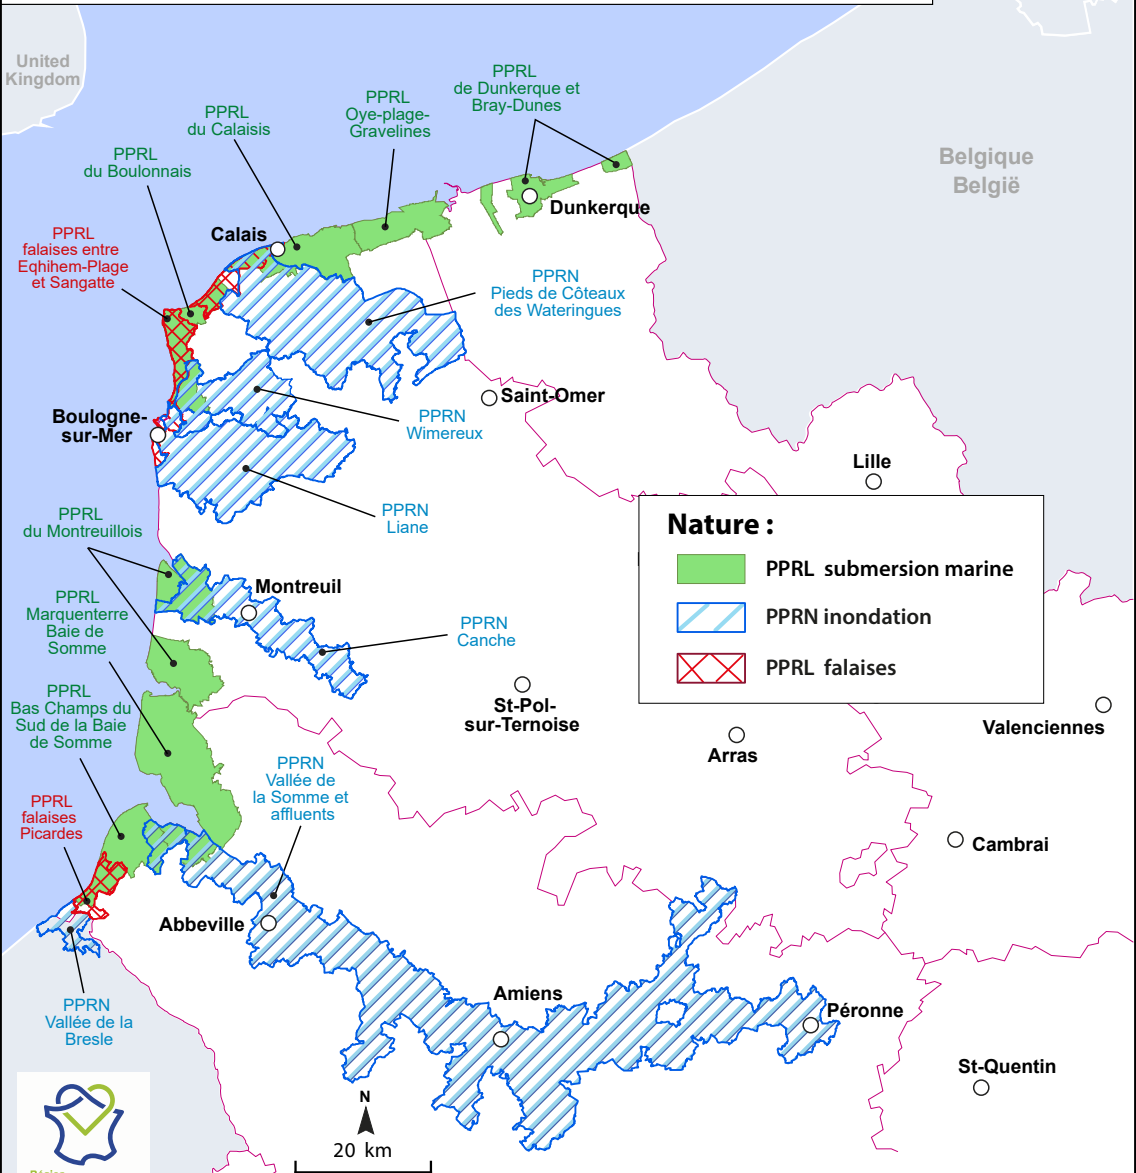 United
Kingdom
PPRL
de Dunkerque et
Bray-Dunes
PPRL
Oye-plage-
Gravelines
PPRL
du Calaisis
PPRL
du Boulonnais
Belgique
België
Dunkerque
Calais
PPRL
falaises entre
Eqhihem-Plage
et Sangatte
PPRN
Pieds de Côteaux
des Wateringues
Saint-Omer
Boulogne-
sur-Mer
PPRN
Wimereux
Lille
PPRN
Liane
PPRL
du Montreuillois
Nature :
PPRL submersion marine
PPRN inondation
PPRL falaises
Montreuil
PPRL
Marquenterre
Baie de
Somme
PPRN
Canche
PPRL
Bas Champs du
Sud de la Baie
de Somme
St-Pol-
sur-Ternoise
Arras
Valenciennes
PPRN
Vallée de
la Somme et
affluents
PPRL
falaises
Picardes
Cambrai
Abbeville
Amiens
Péronne
PPRN
Vallée de la
Bresle
St-Quentin
N
20 km